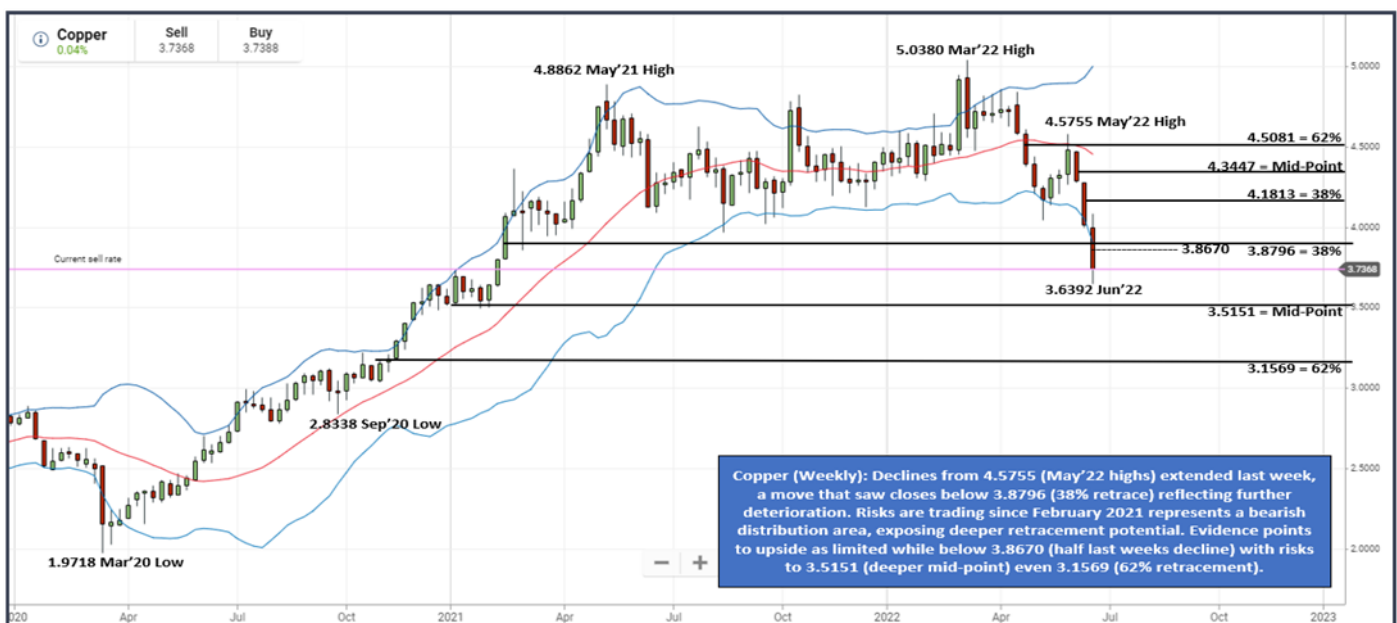 Copper
0.04%
Sell
3.7368
Buy
3.7388
5.0380 Mar'22 High
4.8862 May'21 High
4.5755 May'22 High
4.5081 = 62%
4.3447 = Mid-Point
4.1813 = 38%
3.8670
3.8796 = 38%
Current sell rate
3.6392 Jun'22
3.5151 = Mid-Point
3.1569 = 62%
2.8338 Sep'20 Low
1.9718 Mar'20 Low
5.0000
4.5000
4.0000
3.7368
3.5000
3.0000
2.5000
2.0000
Copper (Weekly): Declines from 4.5755 (May'22 highs) extended last week,
a move that saw closes below 3.8796 (38% retrace) reflecting further
deterioration. Risks are trading since February 2021 represents a bearish
distribution area, exposing deeper retracement potential. Evidence points
to upside as limited while below 3.8670 (half last weeks decline) with risks
to 3.5151 (deeper mid-point) even 3.1569 (62% retracement).
− +
020 Apr Jul Oct 2021 Apr Jul Oct 2022 Apr Jul Oct 2023